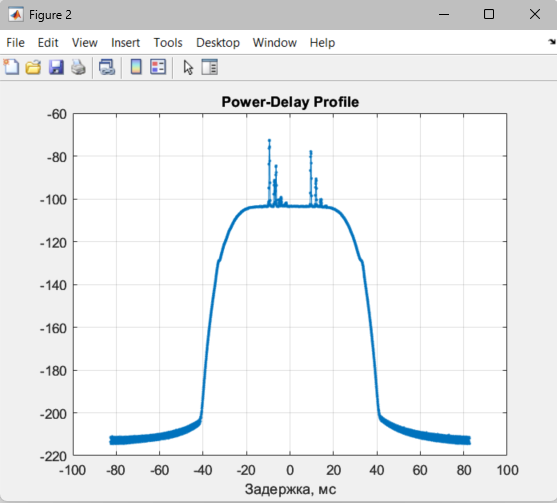 Figure 2
File Edit View Insert Tools Desktop Window Help
Power-Delay Profile
-60
-80
-100
-120
-140
-160
-180
-200
-220
-100 -80 -60 -40 -20 0 20 40 60 80 100
Задержка, мс